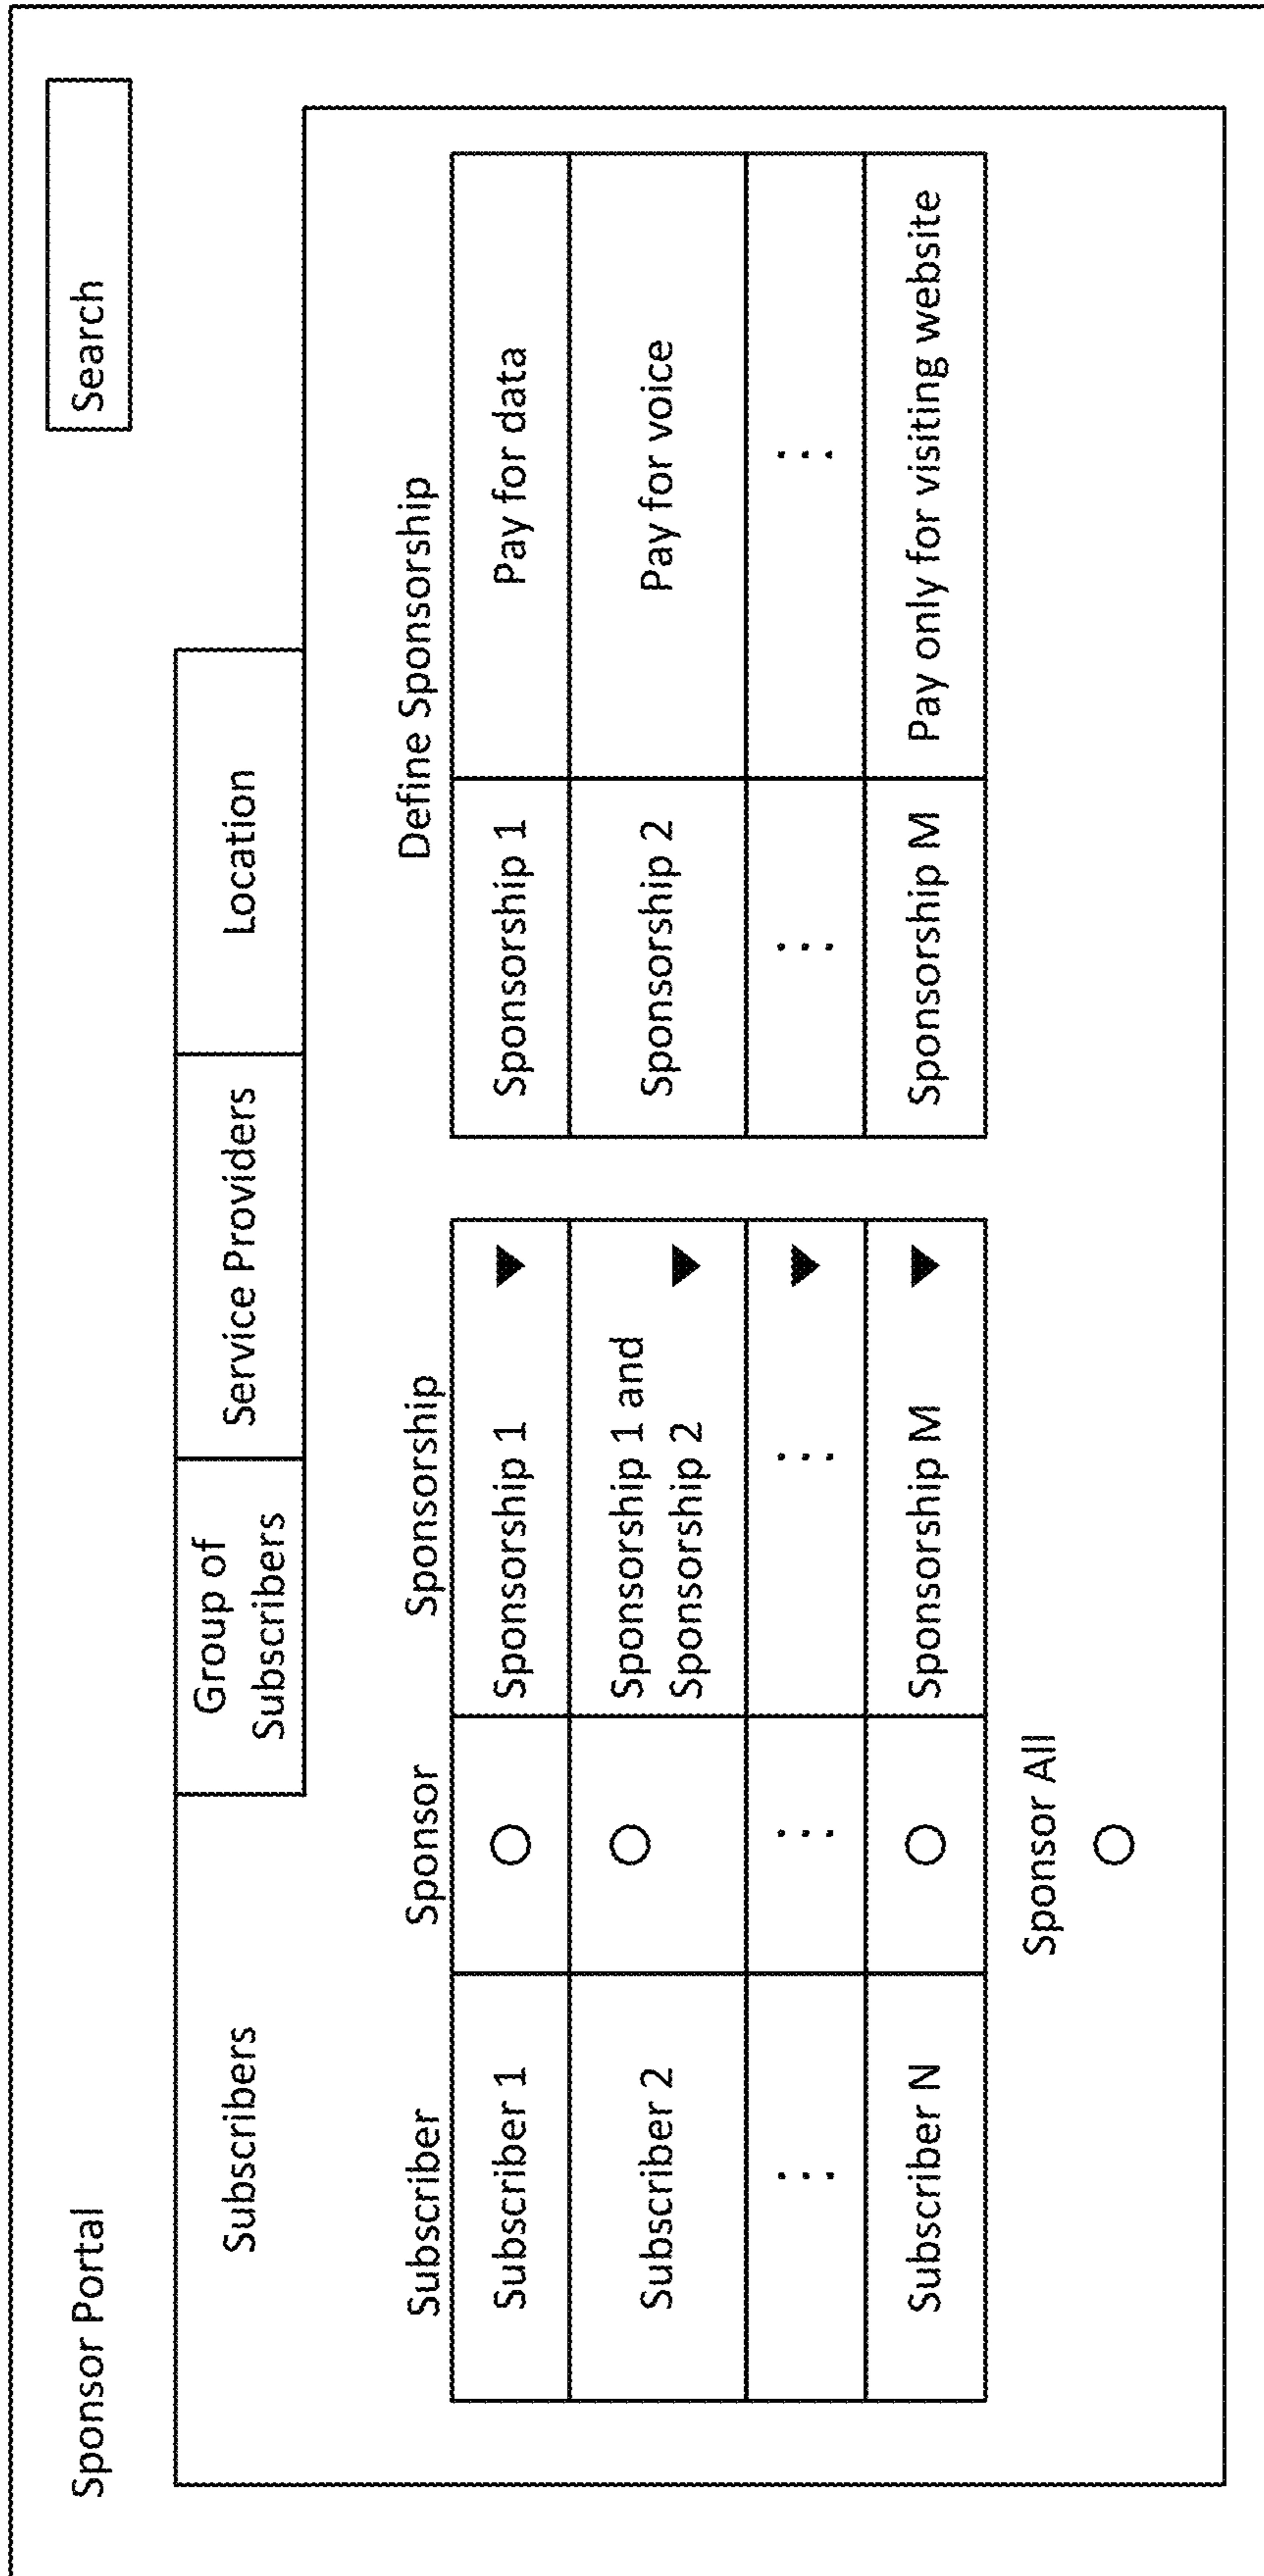 Sponsor Portal
Search
Subscribers
Group of
Subscribers
Service Providers
Location
Subscriber
Sponsor
Sponsorship
Subscriber 1
Sponsorship 1
Subscriber 2
Sponsorship 1 and
Sponsorship 2
...
...
...
Subscriber N
Sponsorship M
Sponsor All
Define Sponsorship
Sponsorship 1
Pay for data
Sponsorship 2
Pay for voice
...
...
Sponsorship M
Pay only for visiting website